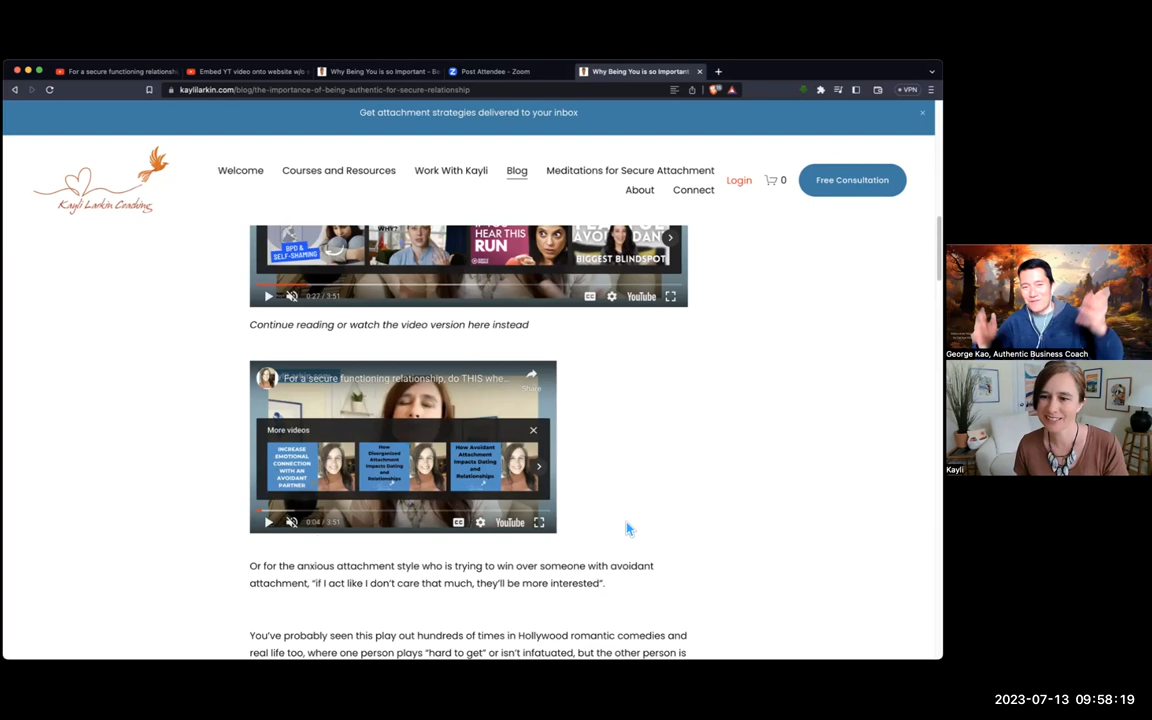 For a secure functioning relationshi
Embed YT video onto website w/o
Why Being You is so Important – B
Post Attendee - Zoom
Why Being You is so Important
kaylilarkin.com/blog/the-importance-of-being-authentic-for-secure-relationship
VPN
Get attachment strategies delivered to your inbox
Kayli Larkin Coaching
Welcome
Courses and Resources
Work With Kayli
Blog
Meditations for Secure Attachment
About
Connect
Login
0
Free Consultation
BPD &
SELF-SHAMING
WHY?
HEAR THIS
RUN
AVOIDANT
BIGGEST BLINDSPOT
0:27 / 3:51
CC
YouTube
Continue reading or watch the video version here instead
For a secure functioning relationship, do THIS whe...
Share
More videos
INCREASE
EMOTIONAL
CONNECTION
WITH AN
AVOIDANT
PARTNER
How
Disorganized
Attachment
Impacts Dating
and
Relationships
How Avoidant
Attachment
Impacts Dating
and
Relationships
0:04 / 3:51
CC
YouTube
Or for the anxious attachment style who is trying to win over someone with avoidant
attachment, “if I act like I don’t care that much, they’ll be more interested”.
You’ve probably seen this play out hundreds of times in Hollywood romantic comedies and
real life too, where one person plays “hard to get” or isn’t infatuated, but the other person is
George Kao, Authentic Business Coach
Kayli
2023-07-13 09:58:19